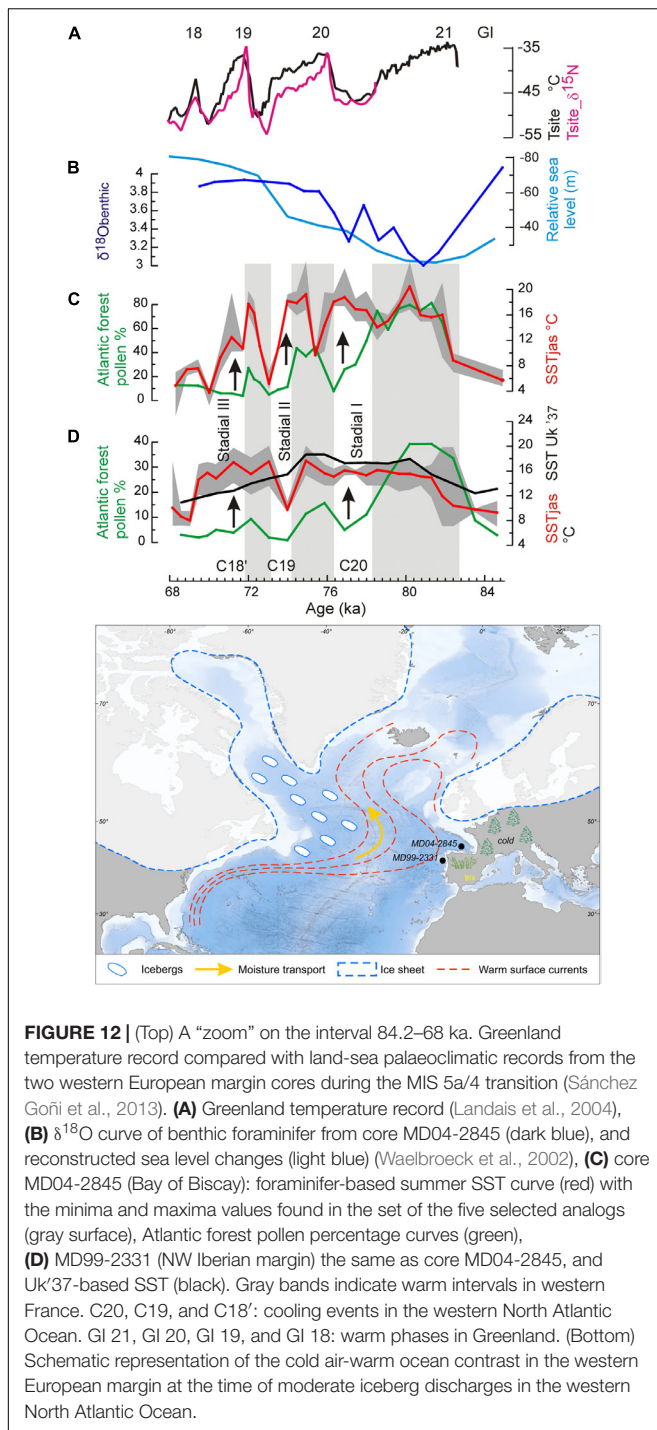 A
18 19 20 21 GI
-35
-45
-55
Tsite °C
Tsite_δ15N
B
4
3.8
3.6
3.4
3.2
3
δ18Obenthic
-80
-60
-40
Relative sea
level (m)
C
80
60
40
20
0
Atlantic forest
pollen %
20
16
12
8
4
SSTjas °C
Stadial III
Stadial II
Stadial I
D
40
30
20
10
0
Atlantic forest
pollen %
24
20
16
12
8
4
SST Uk '37
SSTjas
°C
C18' C19 C20
68 72 76 80 84
Age (ka)
-80° -60° -40° -20° 0° 20°
70° 70°
50° 50°
30° 30°
MD04-2845
MD99-2331
cold
Icebergs Moisture transport Ice sheet Warm surface currents
FIGURE 12 | (Top) A “zoom” on the interval 84.2–68 ka. Greenland
temperature record compared with land-sea palaeoclimatic records from the
two western European margin cores during the MIS 5a/4 transition (Sánchez
Goñi et al., 2013). (A) Greenland temperature record (Landais et al., 2004),
(B) δ18O curve of benthic foraminifer from core MD04-2845 (dark blue), and
reconstructed sea level changes (light blue) (Waelbroeck et al., 2002), (C) core
MD04-2845 (Bay of Biscay): foraminifer-based summer SST curve (red) with
the minima and maxima values found in the set of the five selected analogs
(gray surface), Atlantic forest pollen percentage curves (green),
(D) MD99-2331 (NW Iberian margin) the same as core MD04-2845, and
Uk′37-based SST (black). Gray bands indicate warm intervals in western
France. C20, C19, and C18′: cooling events in the western North Atlantic
Ocean. GI 21, GI 20, GI 19, and GI 18: warm phases in Greenland. (Bottom)
Schematic representation of the cold air-warm ocean contrast in the western
European margin at the time of moderate iceberg discharges in the western
North Atlantic Ocean.